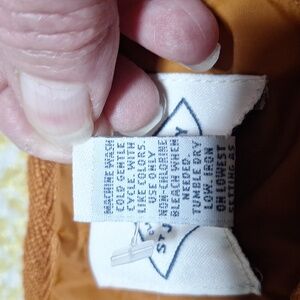 MACHINE WASH
COLD GENTLE
CYCLE. WITH
LIKE COLORS.
USE ONLY
NON-CHLORINE
BLEACH WHEN
NEEDED.
TUMBLE DRY
LOW. IRON
ON LOWEST
SETTING AS
ST J
Y